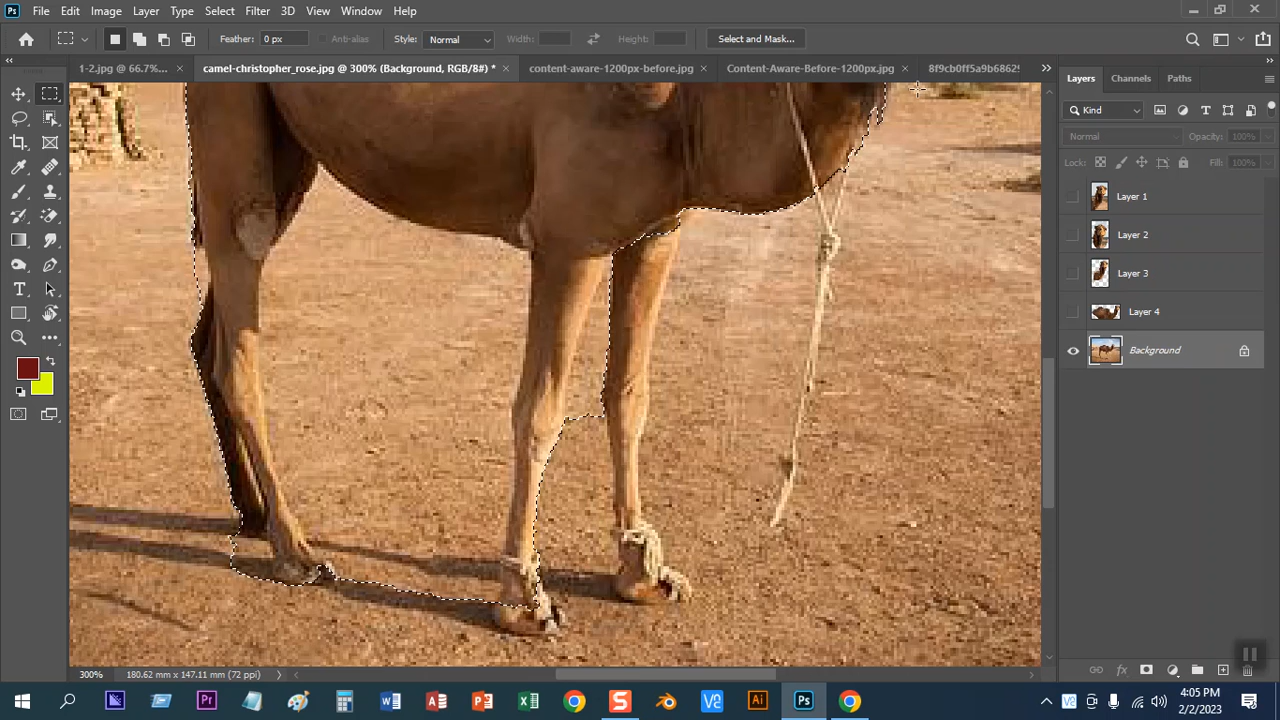 File Edit Image Layer Type Select Filter 3D View Window Help
Feather: 0 px Anti-alias Style: Normal Width: Height: Select and Mask...
1-2.jpg @ 66.7%... × camel-christopher_rose.jpg @ 300% (Background, RGB/8#) * × content-aware-1200px-before.jpg × Content-Aware-Before-1200px.jpg × 8f9cb0ff5a9b68629
Layers Channels Paths
Kind
Normal Opacity: 100%
Lock: Fill: 100%
Layer 1
Layer 2
Layer 3
Layer 4
Background
300% 180.62 mm x 147.11 mm (72 ppi)
4:05 PM
2/2/2023